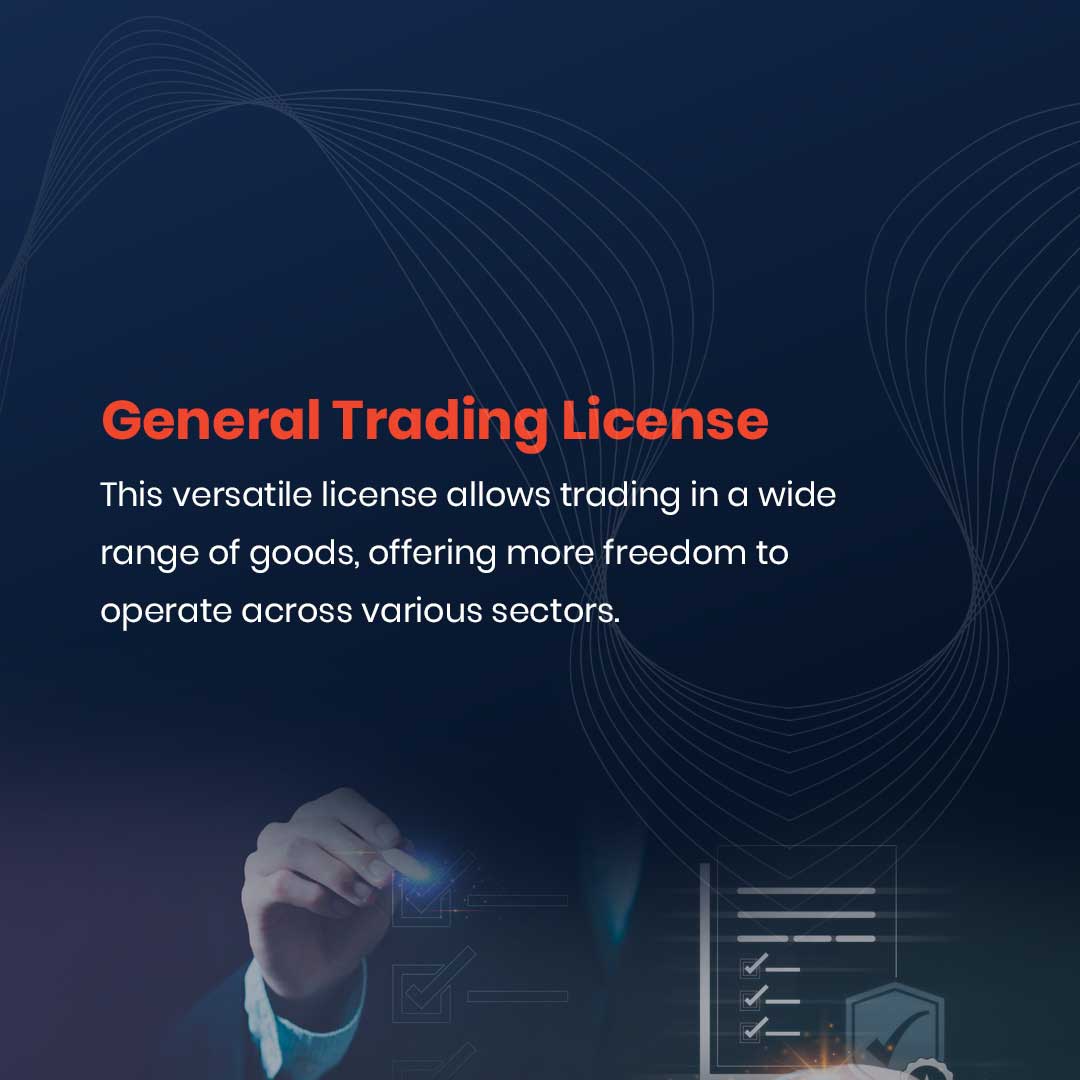 General Trading License
This versatile license allows trading in a wide
range of goods, offering more freedom to
operate across various sectors.